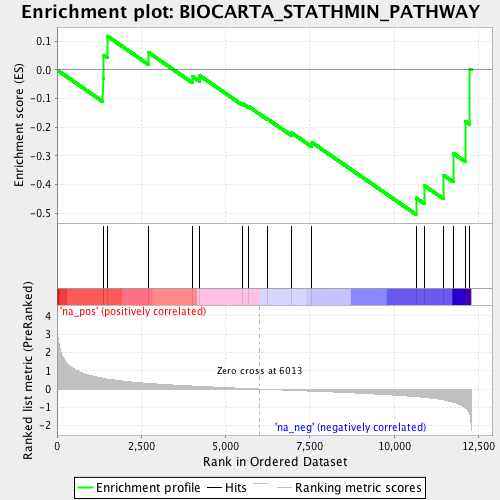 Enrichment plot: BIOCARTA_STATHMIN_PATHWAY
Enrichment score (ES)
0.1
0.0
-0.1
-0.2
-0.3
-0.4
-0.5
'na_pos' (positively correlated)
Ranked list metric (PreRanked)
4
3
2
1
0
-1
-2
Zero cross at 6013
'na_neg' (negatively correlated)
0
2,500
5,000
7,500
10,000
12,500
Rank in Ordered Dataset
Enrichment profile
Hits
Ranking metric scores